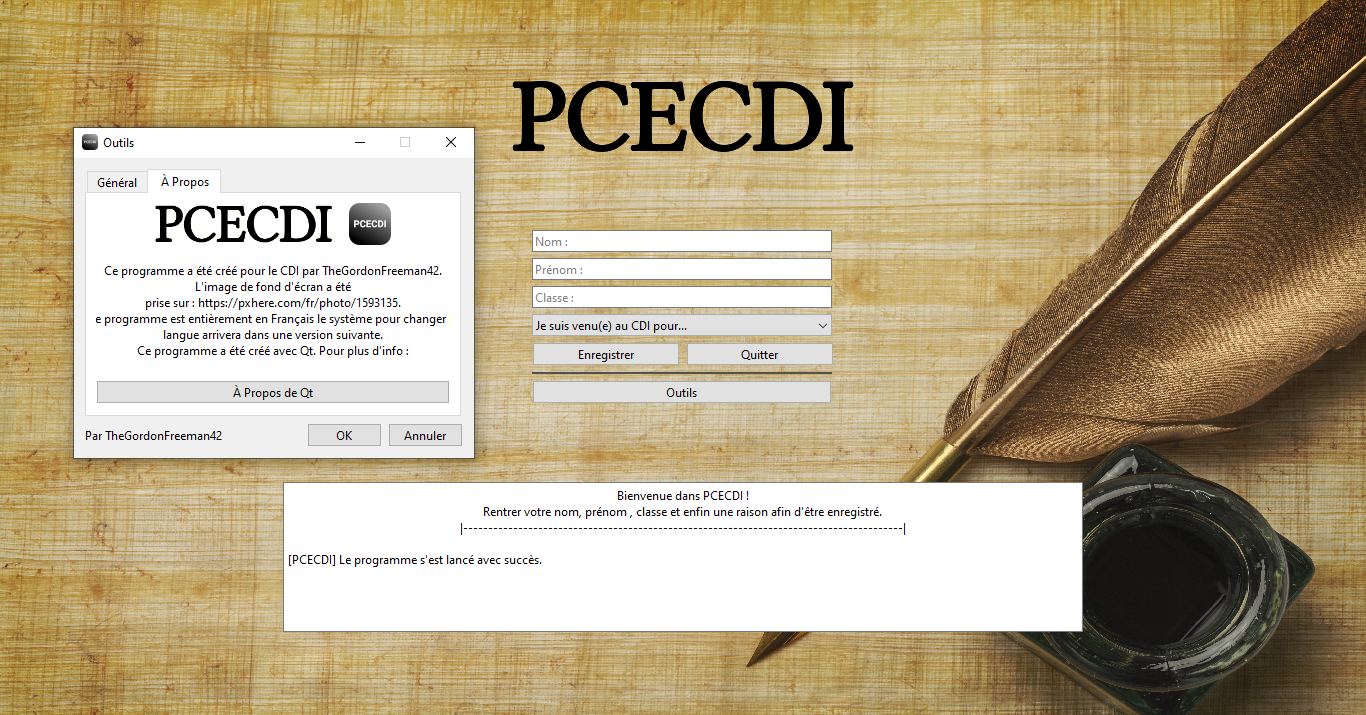 PCECDI
PCECDI
Outils
Général
À Propos
PCECDI
PCECDI
Ce programme a été créé pour le CDI par TheGordonFreeman42.
L'image de fond d'écran a été
prise sur : https://pxhere.com/fr/photo/1593135.
e programme est entièrement en Français le système pour changer
langue arrivera dans une version suivante.
Ce programme a été créé avec Qt. Pour plus d'info :
À Propos de Qt
Par TheGordonFreeman42
OK
Annuler
Nom :
Prénom :
Classe :
Je suis venu(e) au CDI pour...
Enregistrer
Quitter
Outils
Bienvenue dans PCECDI !
Rentrer votre nom, prénom , classe et enfin une raison afin d'être enregistré.
|----------------------------------------------------------------------------------------|
[PCECDI] Le programme s'est lancé avec succès.